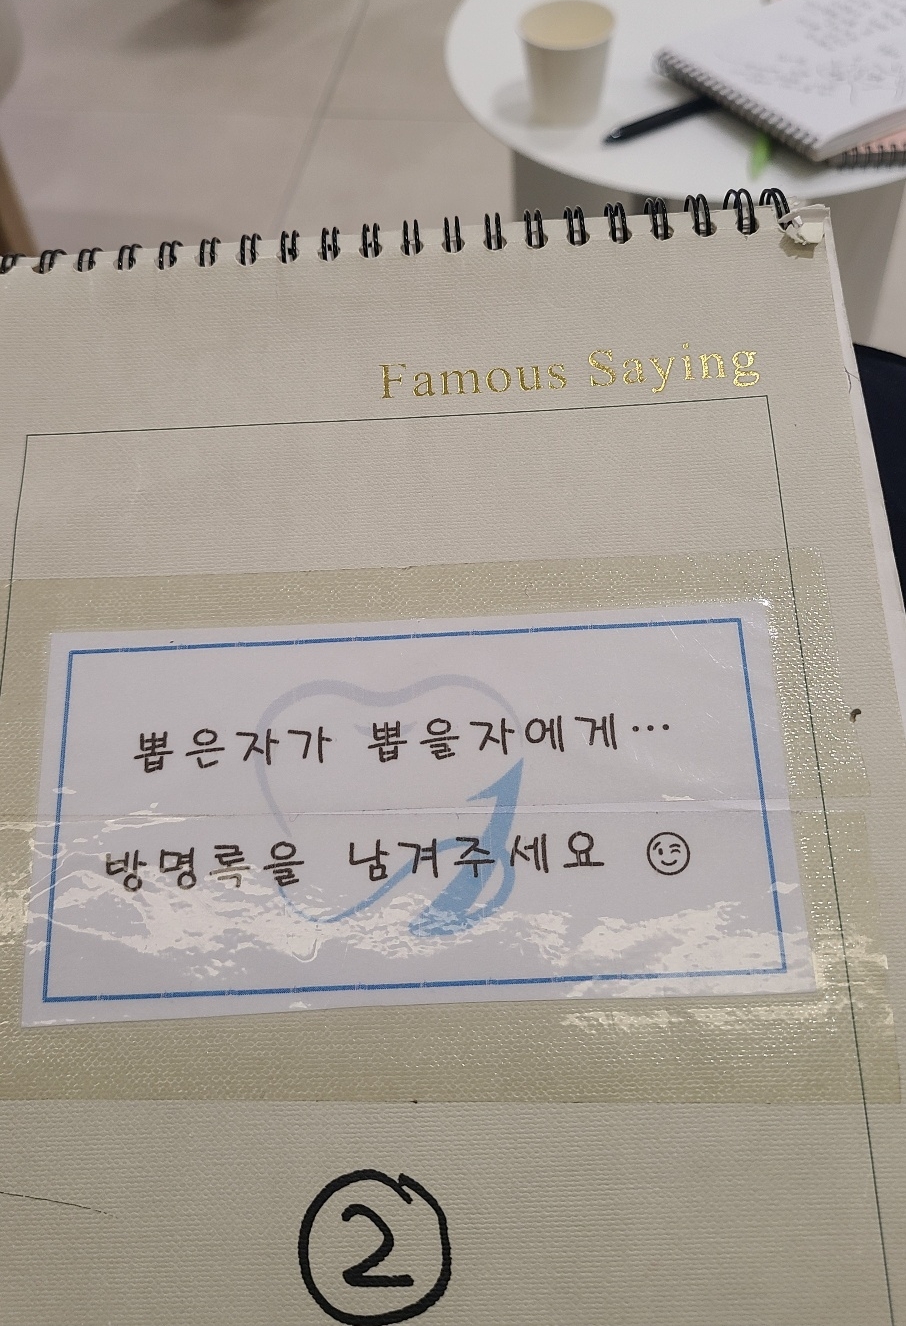 Famous Saying
뽑은자가 뽑을자에게…
방명록을 남겨주세요 😉
②